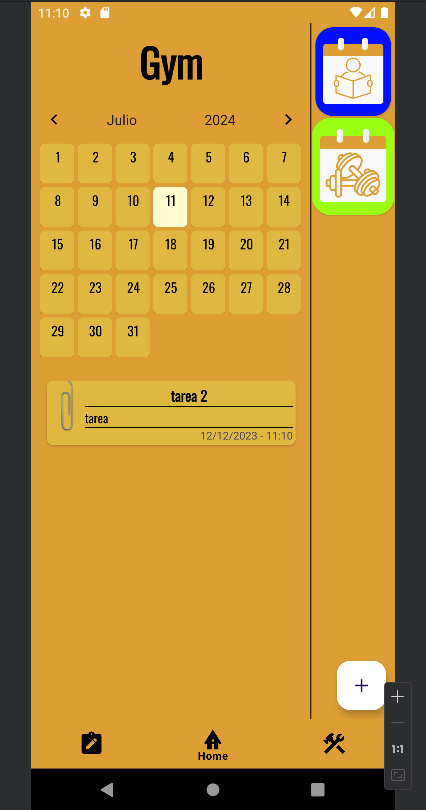 11:10
Gym
Julio 2024
1 2 3 4 5 6 7
8 9 10 11 12 13 14
15 16 17 18 19 20 21
22 23 24 25 26 27 28
29 30 31
tarea 2
tarea
12/12/2023 - 11:10
Home
1:1